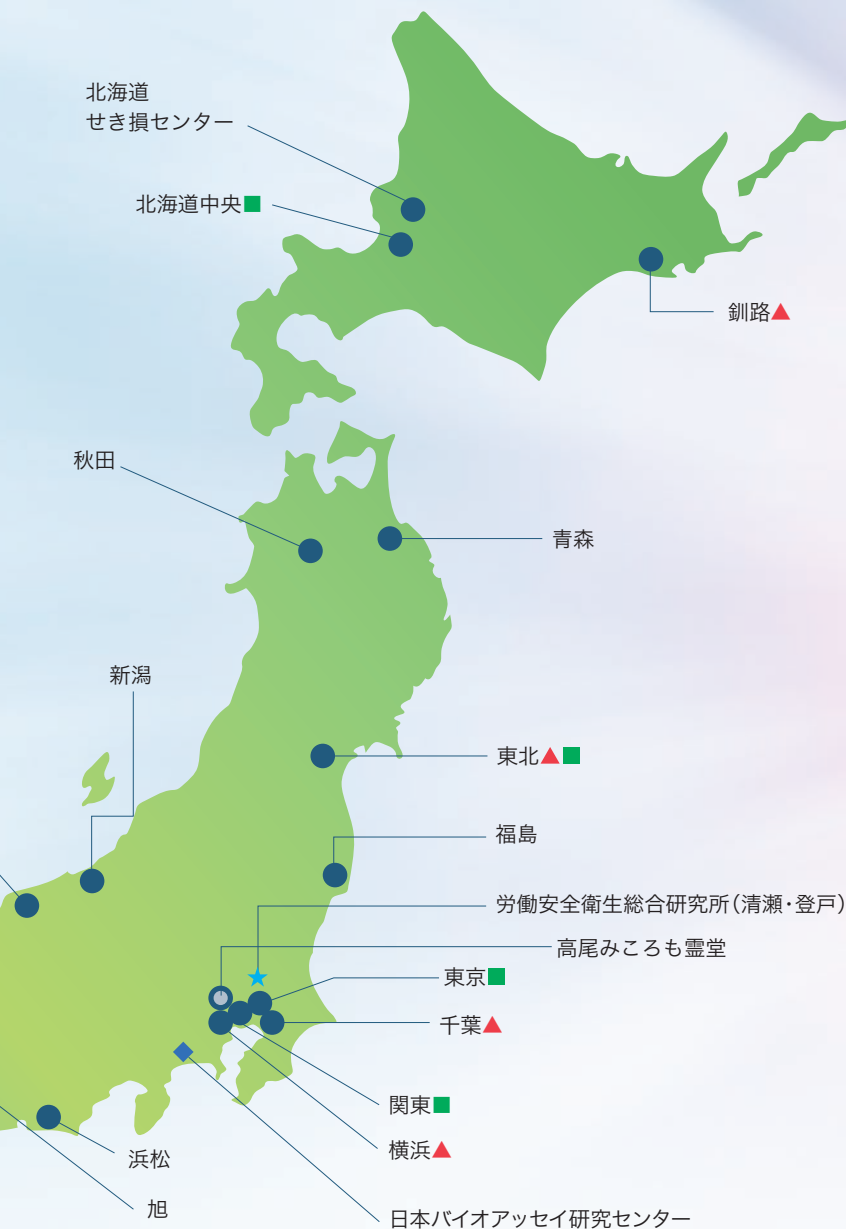 北海道
せき損センター
北海道中央■
釧路▲
秋田
青森
新潟
東北▲■
福島
労働安全衛生総合研究所(清瀬・登戸)
高尾みころも霊堂
東京■
千葉▲
関東■
横浜▲
浜松
旭
日本バイオアッセイ研究センター